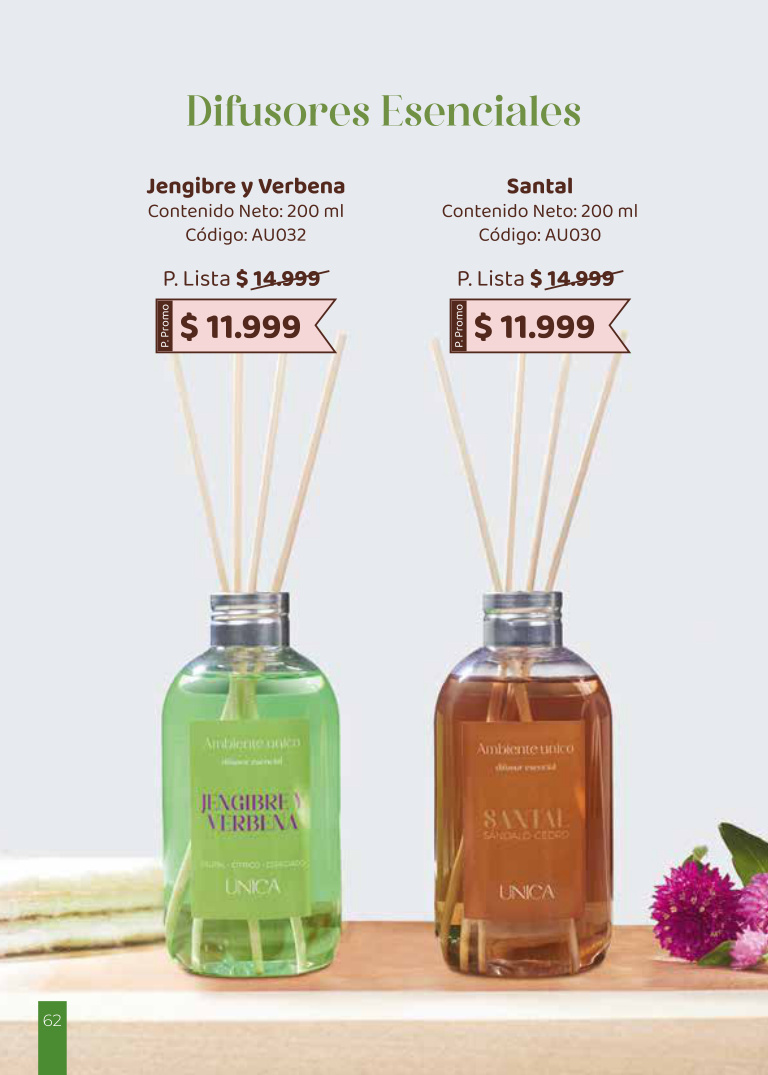 Difusores Esenciales
Jengibre y Verbena
Contenido Neto: 200 ml
Código: AU032
P. Lista $ 14.999
P. Promo
$ 11.999
Santal
Contenido Neto: 200 ml
Código: AU030
P. Lista $ 14.999
P. Promo
$ 11.999
Ambiente unico
difusor esencial
JENGIBRE Y
VERBENA
CITRICO
UNICA
Ambiente unico
difusor esencial
SANTAL
SANDALO CEDRO
UNICA
62